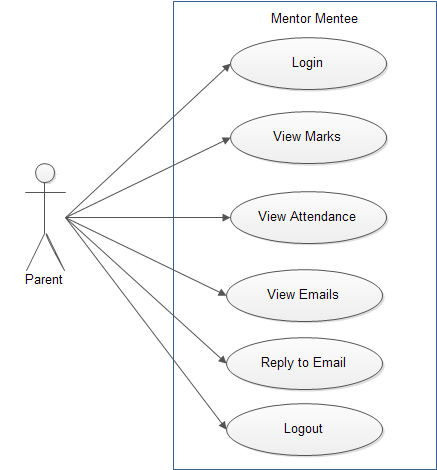 Mentor Mentee
Login
View Marks
View Attendance
Parent
View Emails
Reply to Email
Logout